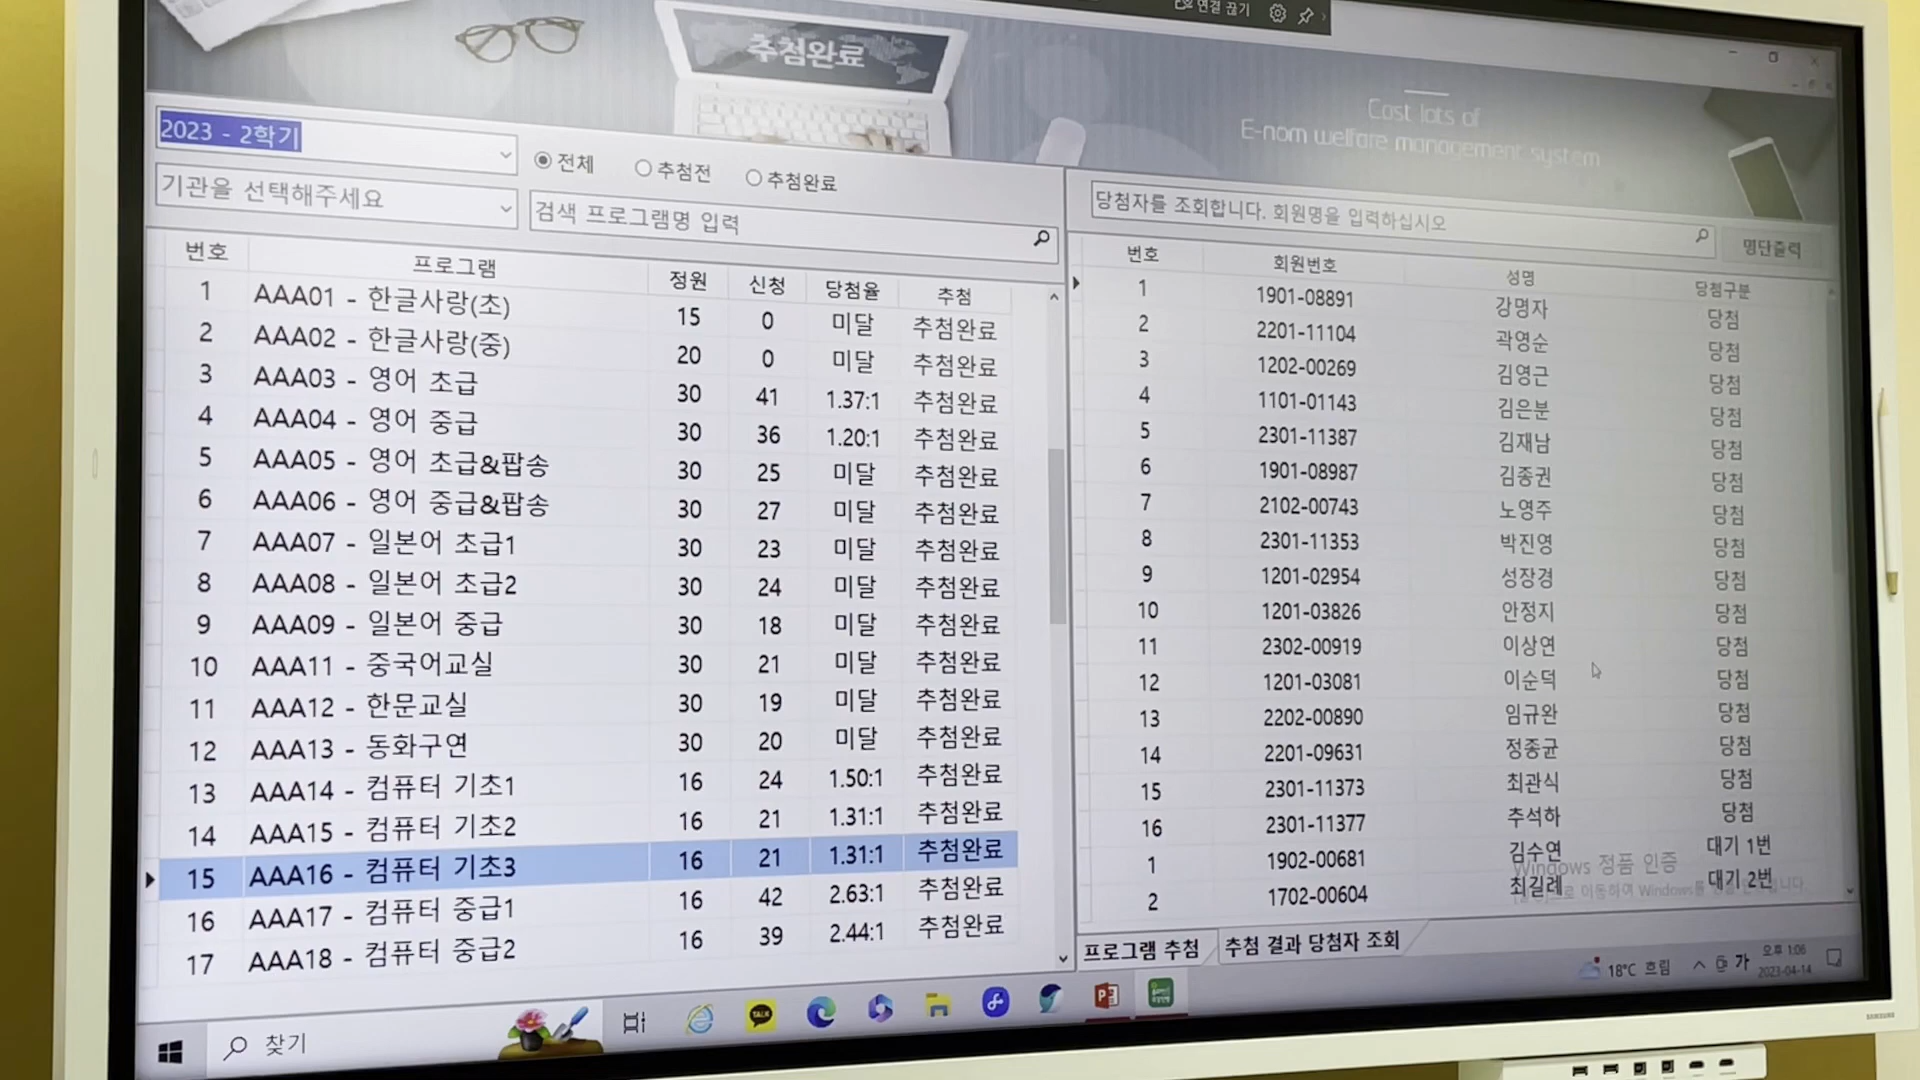 연결 끊기
추첨완료
Cost lots of
E-nom welfare management system
2023 - 2학기
전체 추첨전 추첨완료
기관을 선택해주세요
검색 프로그램명 입력
당첨자를 조회합니다. 회원명을 입력하십시오
명단출력
번호 프로그램 정원 신청 당첨율 추첨
1 AAA01 - 한글사랑(초) 15 0 미달 추첨완료
2 AAA02 - 한글사랑(중) 20 0 미달 추첨완료
3 AAA03 - 영어 초급 30 41 1.37:1 추첨완료
4 AAA04 - 영어 중급 30 36 1.20:1 추첨완료
5 AAA05 - 영어 초급&팝송 30 25 미달 추첨완료
6 AAA06 - 영어 중급&팝송 30 27 미달 추첨완료
7 AAA07 - 일본어 초급1 30 23 미달 추첨완료
8 AAA08 - 일본어 초급2 30 24 미달 추첨완료
9 AAA09 - 일본어 중급 30 18 미달 추첨완료
10 AAA11 - 중국어교실 30 21 미달 추첨완료
11 AAA12 - 한문교실 30 19 미달 추첨완료
12 AAA13 - 동화구연 30 20 미달 추첨완료
13 AAA14 - 컴퓨터 기초1 16 24 1.50:1 추첨완료
14 AAA15 - 컴퓨터 기초2 16 21 1.31:1 추첨완료
15 AAA16 - 컴퓨터 기초3 16 21 1.31:1 추첨완료
16 AAA17 - 컴퓨터 중급1 16 42 2.63:1 추첨완료
17 AAA18 - 컴퓨터 중급2 16 39 2.44:1 추첨완료
번호 회원번호 성명 당첨구분
1 1901-08891 강명자 당첨
2 2201-11104 곽영순 당첨
3 1202-00269 김영근 당첨
4 1101-01143 김은분 당첨
5 2301-11387 김재남 당첨
6 1901-08987 김종권 당첨
7 2102-00743 노영주 당첨
8 2301-11353 박진영 당첨
9 1201-02954 성장경 당첨
10 1201-03826 안정지 당첨
11 2302-00919 이상연 당첨
12 1201-03081 이순덕 당첨
13 2202-00890 임규완 당첨
14 2201-09631 정종균 당첨
15 2301-11373 최관식 당첨
16 2301-11377 추석하 당첨
1 1902-00681 김수연 대기 1번
2 1702-00604 최길례 대기 2번
Windows 정품 인증
이동하여 Windows를
프로그램 추첨 추첨 결과 당첨자 조회
18°C 흐림 가 오후 1:06
2023-04-14
찾기
TALK
SAMSUNG